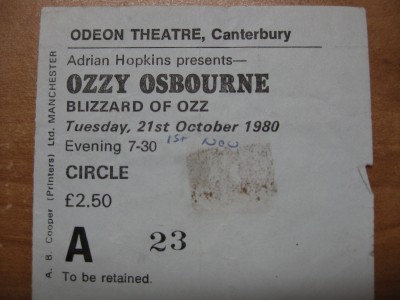 ODEON THEATRE, Canterbury
Adrian Hopkins presents—
OZZY OSBOURNE
BLIZZARD OF OZZ
Tuesday, 21st October 1980
Evening 7-30 1st Nov
CIRCLE
£2.50
A 23
To be retained.
A. B. Cooper (Printers) Ltd. MANCHESTER